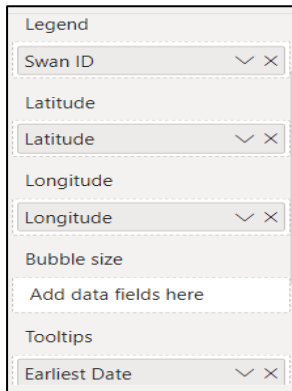 Legend
Swan ID
Latitude
Latitude
Longitude
Longitude
Bubble size
Add data fields here
Tooltips
Earliest Date